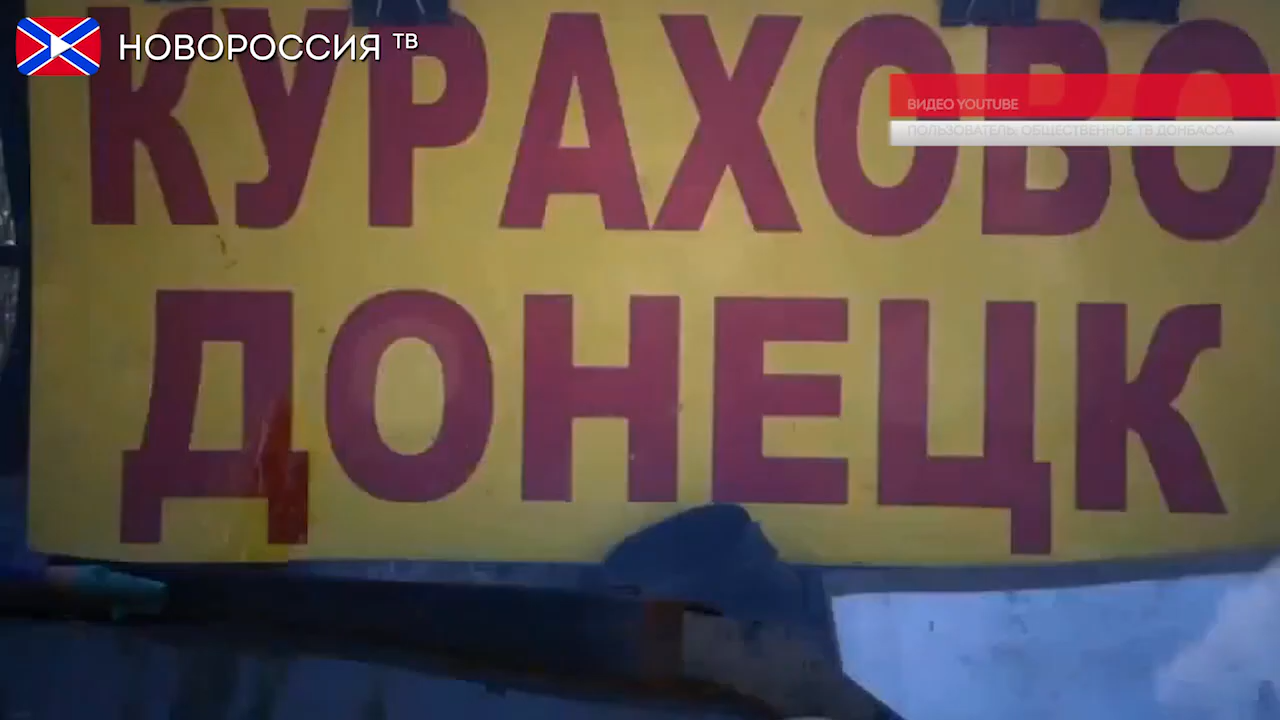 НОВОРОССИЯ ТВ
ВИДЕО YOUTUBE
ПОЛЬЗОВАТЕЛЬ: ОБЩЕСТВЕННОЕ ТВ ДОНБАССА
КУРАХОВО
ДОНЕЦК